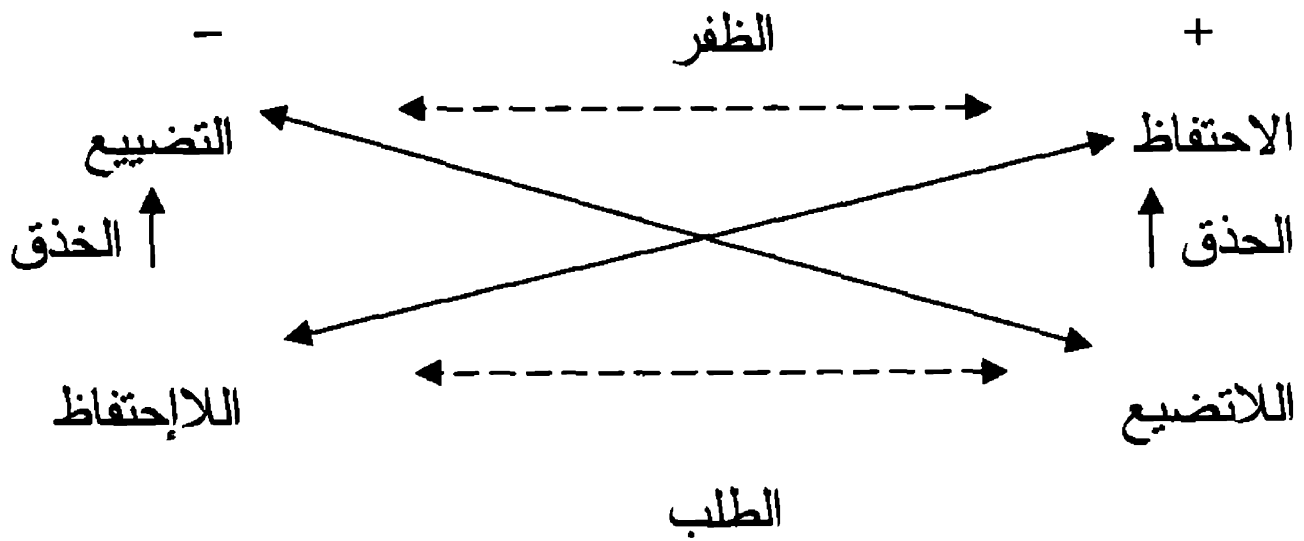 + الظفر –
الاحتفاظ التضييع
الحذق الخذق
اللاتضيع اللاإحتفاظ
الطلب